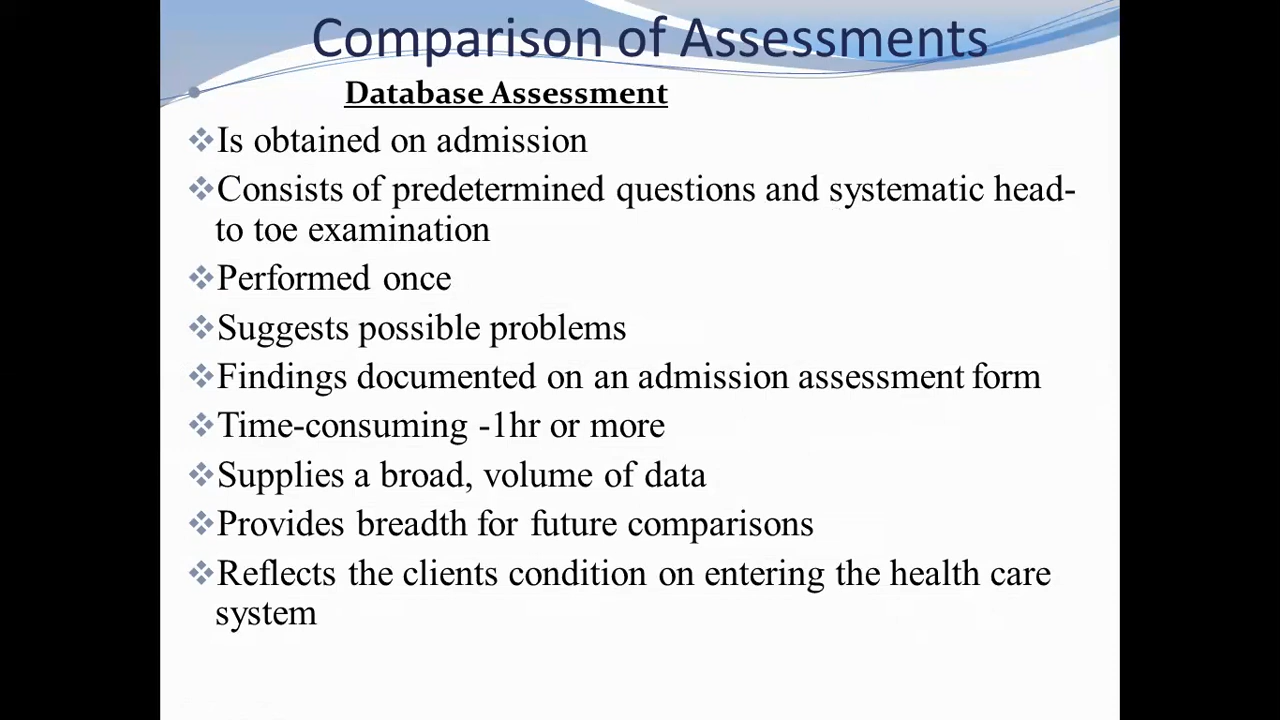 Comparison of Assessments
Database Assessment
❖Is obtained on admission
❖Consists of predetermined questions and systematic head-
to toe examination
❖Performed once
❖Suggests possible problems
❖Findings documented on an admission assessment form
❖Time-consuming -1hr or more
❖Supplies a broad, volume of data
❖Provides breadth for future comparisons
❖Reflects the clients condition on entering the health care
system